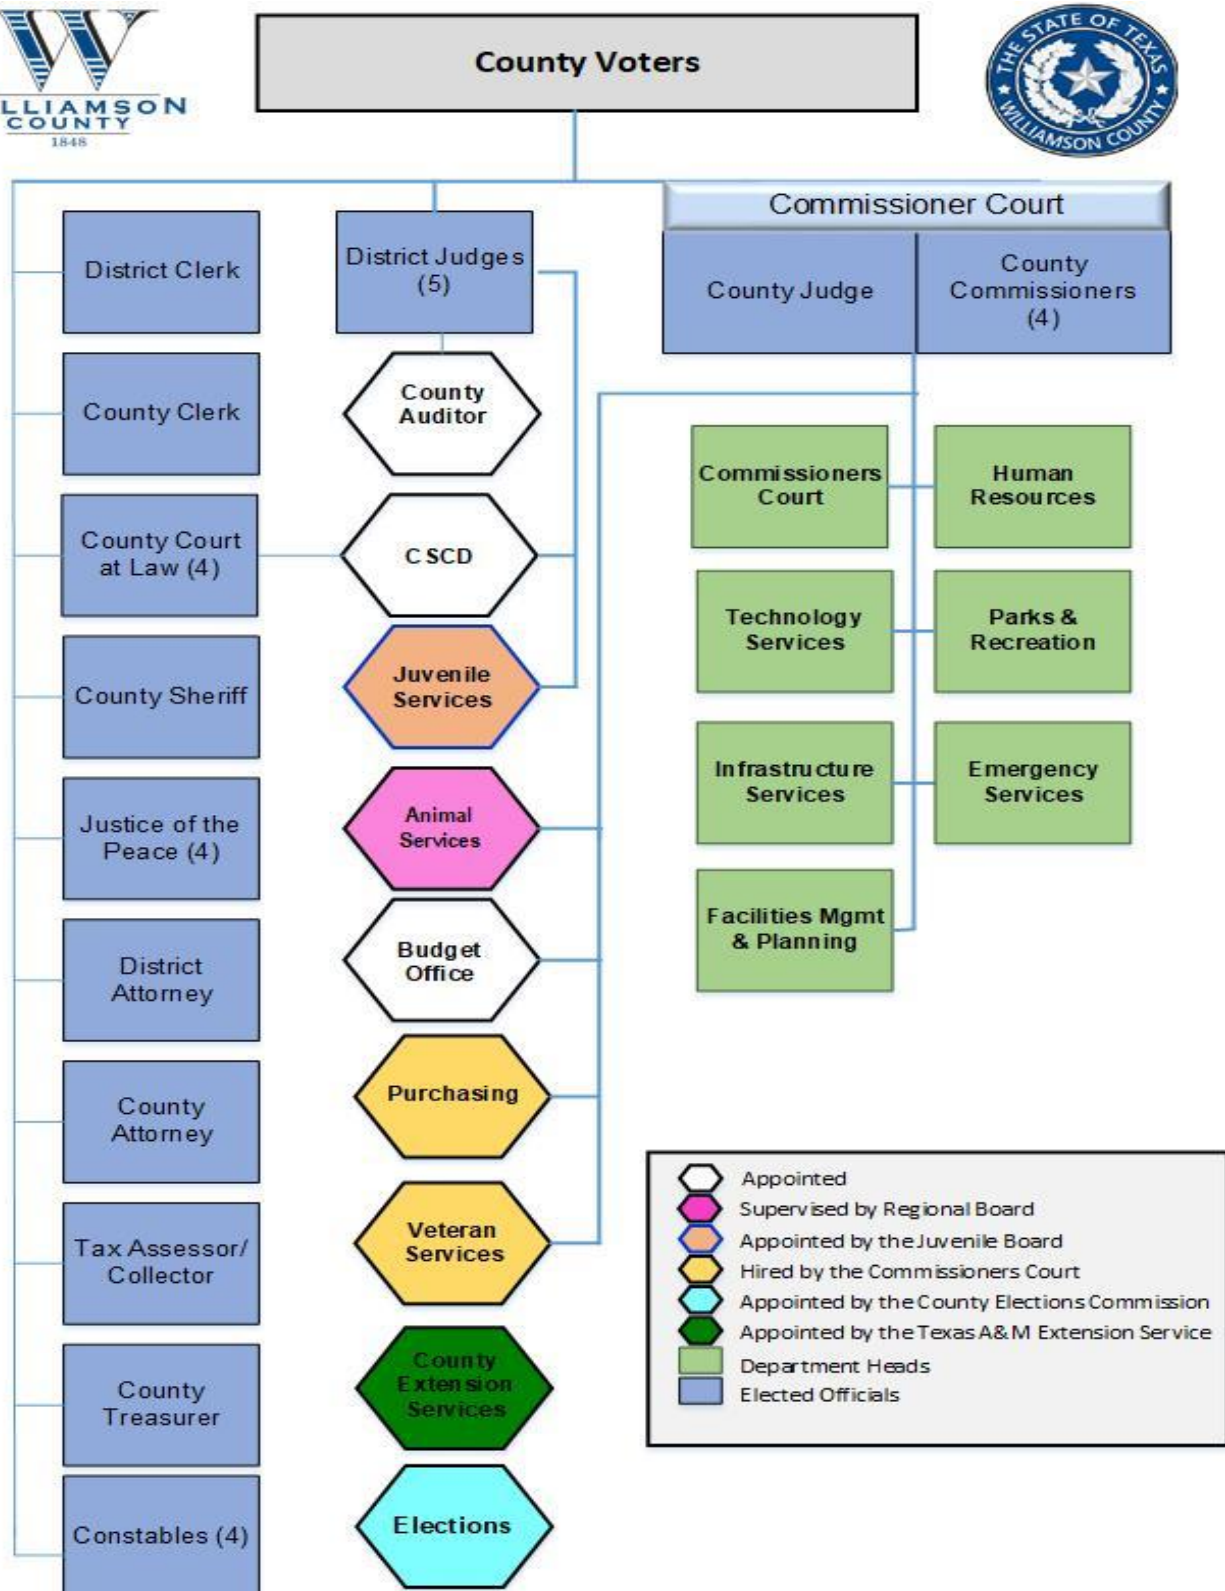 LLIAMSON
COUNTY
1848
County Voters
THE STATE OF TEXAS
WILLIAMSON COUNTY
District Clerk
County Clerk
County Court
at Law (4)
County Sheriff
Justice of the
Peace (4)
District
Attorney
County
Attorney
Tax Assessor/
Collector
County
Treasurer
Constables (4)
District Judges
(5)
County
Auditor
CSCD
Juvenile
Services
Animal
Services
Budget
Office
Purchasing
Veteran
Services
County
Extension
Services
Elections
Commissioner Court
County Judge
County
Commissioners
(4)
Commissioners
Court
Human
Resources
Technology
Services
Parks &
Recreation
Infrastructure
Services
Emergency
Services
Facilities Mgmt
& Planning
Appointed
Supervised by Regional Board
Appointed by the Juvenile Board
Hired by the Commissioners Court
Appointed by the County Elections Commission
Appointed by the Texas A&M Extension Service
Department Heads
Elected Officials